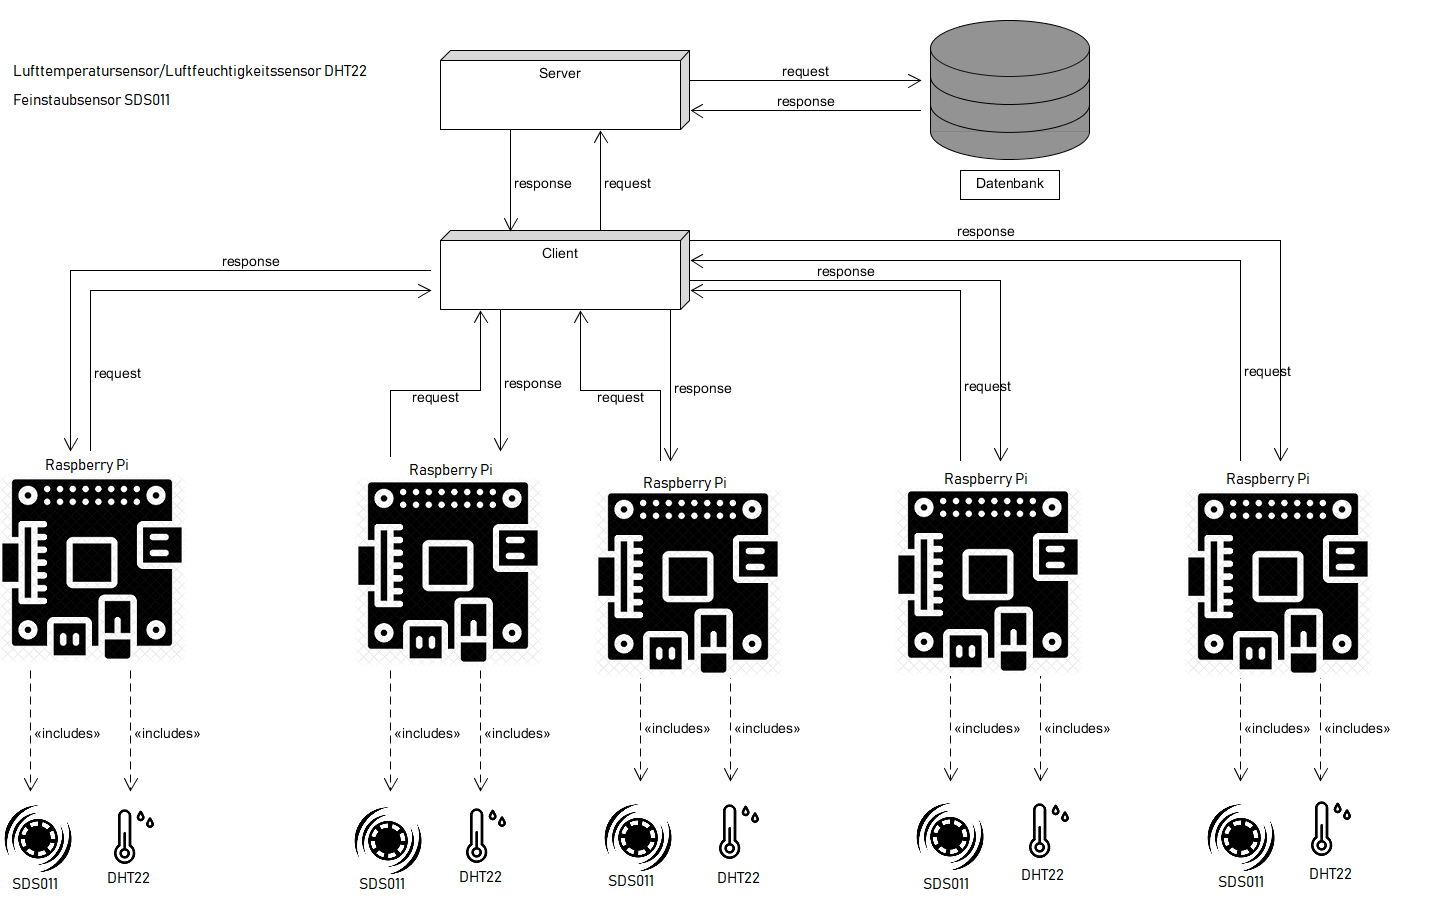 Lufttemperatursensor/Luftfeuchtigkeitssensor DHT22
Feinstaubsensor SDS011
Server
request
response
Datenbank
response
request
Client
response
response
response
request
request
response
request
response
request
request
Raspberry Pi
Raspberry Pi
Raspberry Pi
Raspberry Pi
Raspberry Pi
«includes»
«includes»
«includes»
«includes»
«includes»
«includes»
«includes»
«includes»
«includes»
«includes»
SDS011
DHT22
SDS011
DHT22
SDS011
DHT22
SDS011
DHT22
SDS011
DHT22